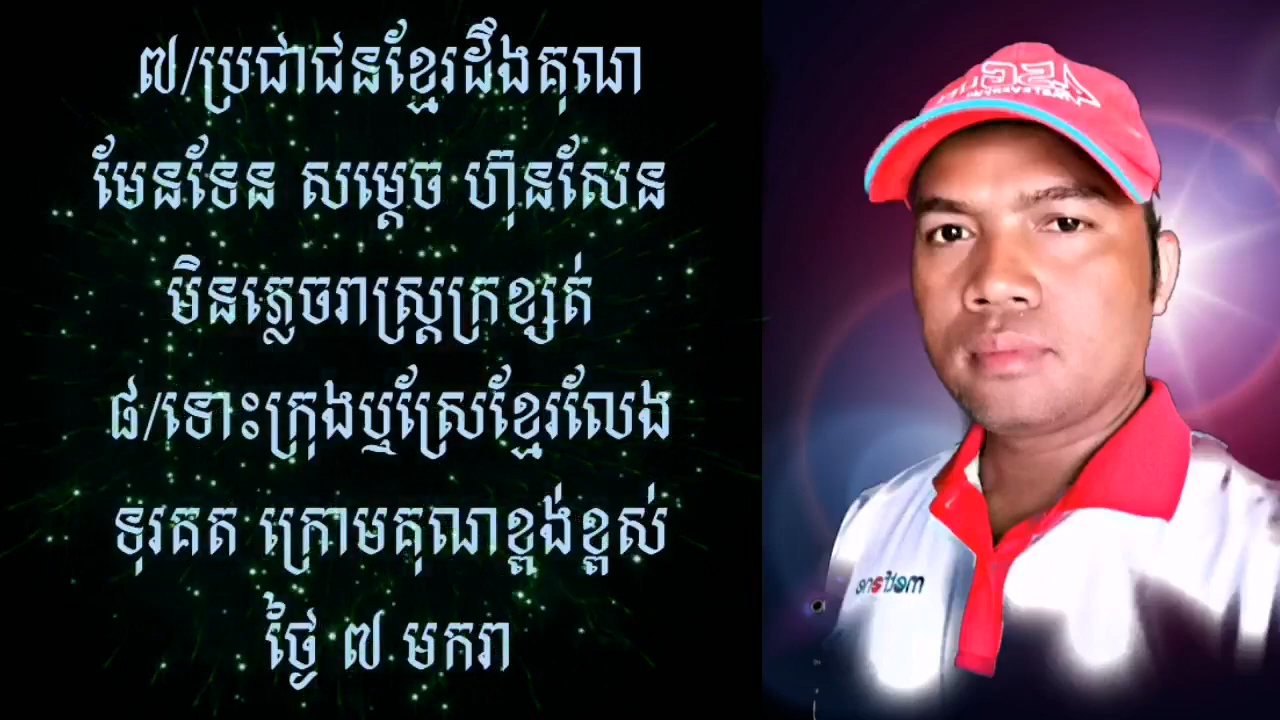 ៧/ប្រជាជនខ្មែរដឹងគុណ
មែនទែន សម្ដេច ហ៊ុនសែន
មិនភ្លេចរាស្ត្រក្រខ្សត់
៨/ទោះក្រុងឬស្រែខ្មែរលែង
ទុរគត ក្រោមគុណខ្ពង់ខ្ពស់
ថ្ងៃ ៧ មករា
metfone